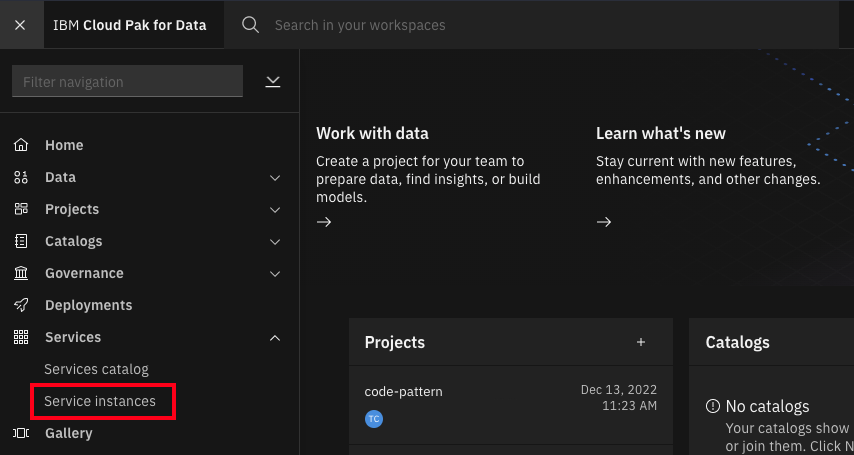 IBM Cloud Pak for Data
Search in your workspaces
Filter navigation
Home
Data
Projects
Catalogs
Governance
Deployments
Services
Services catalog
Service instances
Gallery
Work with data
Create a project for your team to
prepare data, find insights, or build
models.
Learn what's new
Stay current with new features,
enhancements, and other changes.
Projects
code-pattern
TC
Dec 13, 2022
11:23 AM
Catalogs
No catalogs
Your catalogs show
or join them. Click N